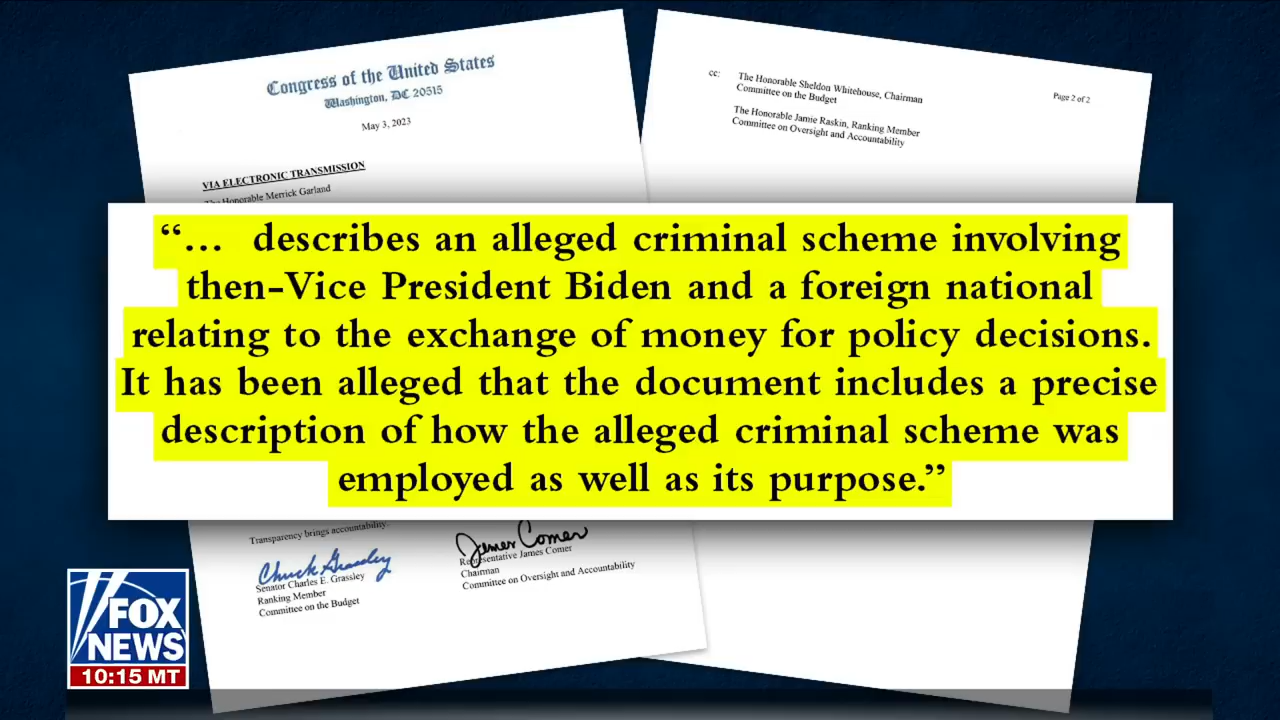 Congress of the United States
Washington, DC 20515
May 3, 2023
VIA ELECTRONIC TRANSMISSION
The Honorable Merrick Garland
cc:
The Honorable Sheldon Whitehouse, Chairman
Committee on the Budget
The Honorable Jamie Raskin, Ranking Member
Committee on Oversight and Accountability
Page 2 of 2
“… describes an alleged criminal scheme involving
then-Vice President Biden and a foreign national
relating to the exchange of money for policy decisions.
It has been alleged that the document includes a precise
description of how the alleged criminal scheme was
employed as well as its purpose.”
Transparency brings accountability.
Chuck Grassley
Senator Charles E. Grassley
Ranking Member
Committee on the Budget
James Comer
Representative James Comer
Chairman
Committee on Oversight and Accountability
FOX
NEWS
10:15 MT